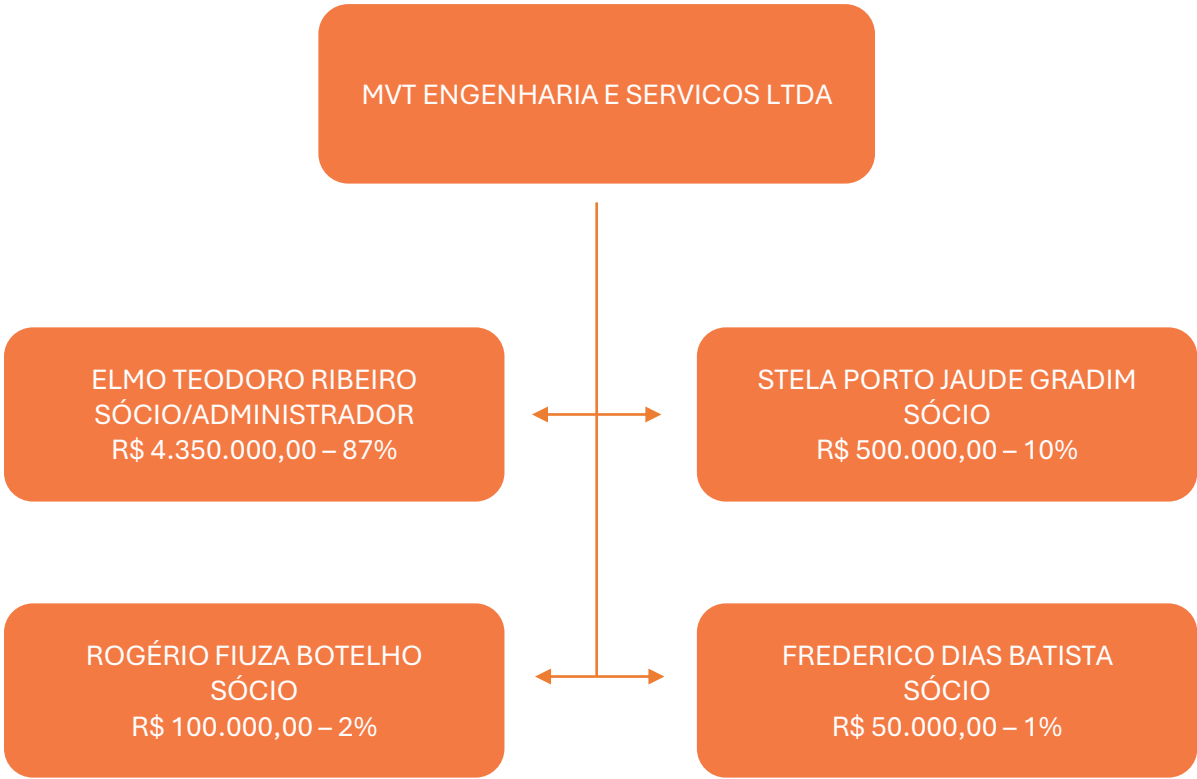 MVT ENGENHARIA E SERVICOS LTDA
ELMO TEODORO RIBEIRO
SÓCIO/ADMINISTRADOR
R$ 4.350.000,00 – 87%
STELA PORTO JAUDE GRADIM
SÓCIO
R$ 500.000,00 – 10%
ROGÉRIO FIUZA BOTELHO
SÓCIO
R$ 100.000,00 – 2%
FREDERICO DIAS BATISTA
SÓCIO
R$ 50.000,00 – 1%